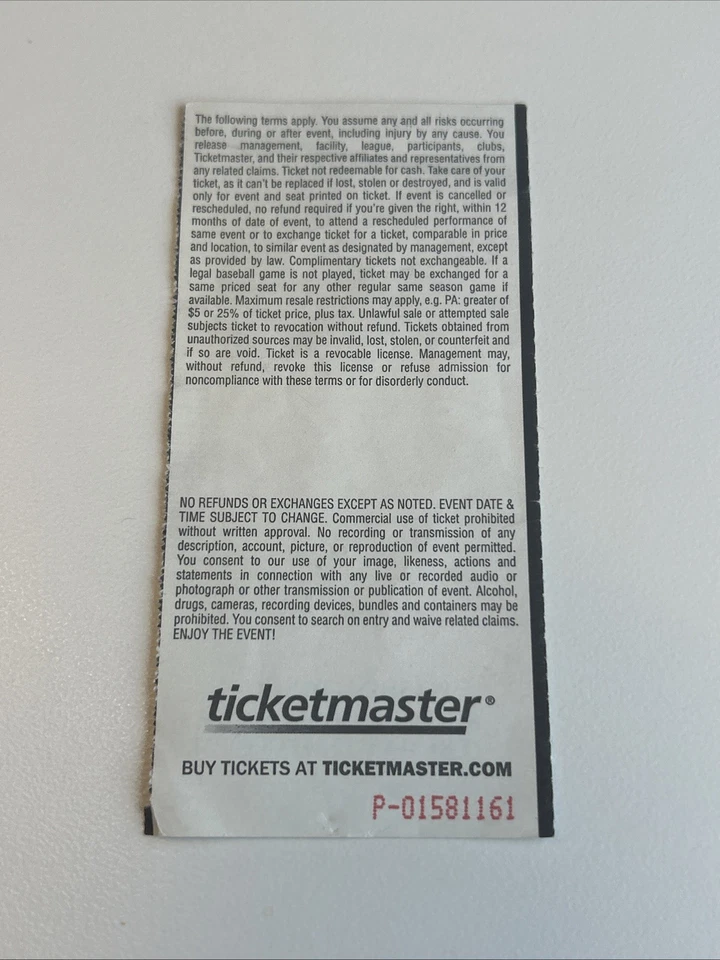 The following terms apply. You assume any and all risks occurring
before, during or after event, including injury by any cause. You
release management, facility, league, participants, clubs,
Ticketmaster, and their respective affiliates and representatives from
any related claims. Ticket not redeemable for cash. Take care of your
ticket, as it can't be replaced if lost, stolen or destroyed, and is valid
only for event and seat printed on ticket. If event is cancelled or
rescheduled, no refund required if you're given the right, within 12
months of date of event, to attend a rescheduled performance of
same event or to exchange ticket for a ticket, comparable in price
and location, to similar event as designated by management, except
as provided by law. Complimentary tickets not exchangeable. If a
legal baseball game is not played, ticket may be exchanged for a
same priced seat for any other regular same season game if
available. Maximum resale restrictions may apply, e.g. PA: greater of
$5 or 25% of ticket price, plus tax. Unlawful sale or attempted sale
subjects ticket to revocation without refund. Tickets obtained from
unauthorized sources may be invalid, lost, stolen, or counterfeit and
if so are void. Ticket is a revocable license. Management may,
without refund, revoke this license or refuse admission for
noncompliance with these terms or for disorderly conduct.
NO REFUNDS OR EXCHANGES EXCEPT AS NOTED. EVENT DATE &
TIME SUBJECT TO CHANGE. Commercial use of ticket prohibited
without written approval. No recording or transmission of any
description, account, picture, or reproduction of event permitted.
You consent to our use of your image, likeness, actions and
statements in connection with any live or recorded audio or
photograph or other transmission or publication of event. Alcohol,
drugs, cameras, recording devices, bundles and containers may be
prohibited. You consent to search on entry and waive related claims.
ENJOY THE EVENT!
ticketmaster®
BUY TICKETS AT TICKETMASTER.COM
P-01581161